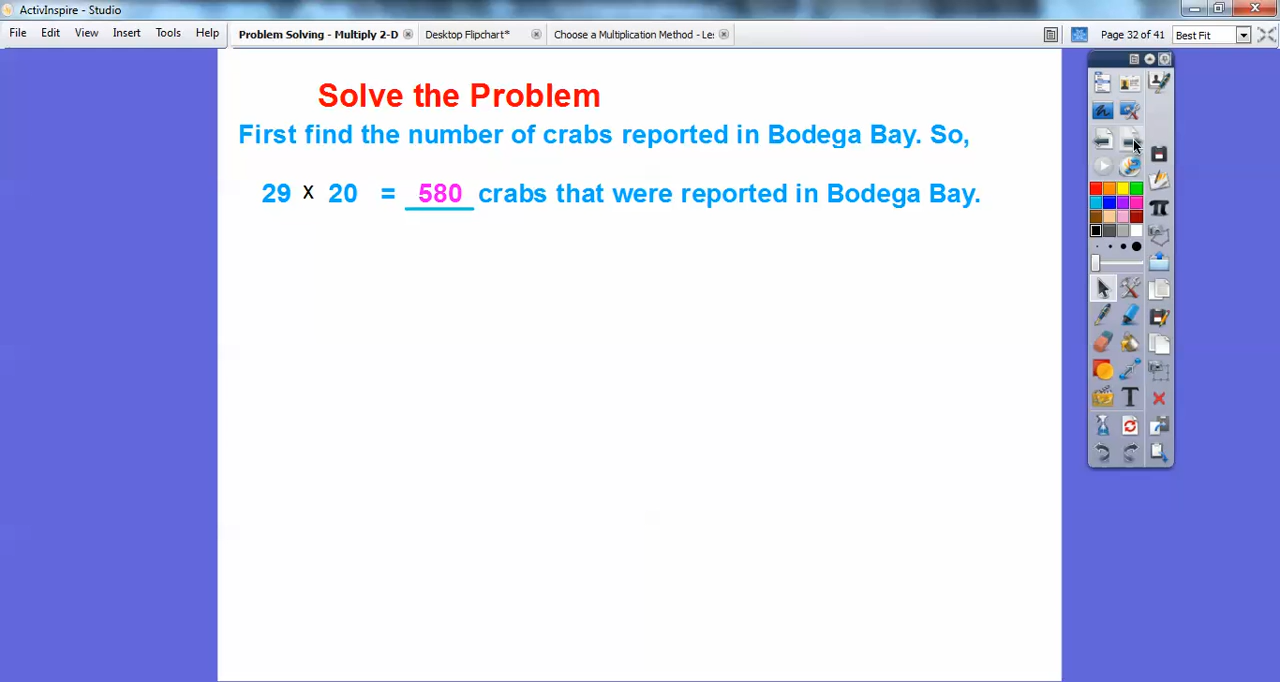 ActivInspire - Studio
File Edit View Insert Tools Help
Problem Solving - Multiply 2-D Desktop Flipchart* Choose a Multiplication Method - Le:
Page 32 of 41 Best Fit
Solve the Problem
First find the number of crabs reported in Bodega Bay. So,
29 x 20 = 580 crabs that were reported in Bodega Bay.